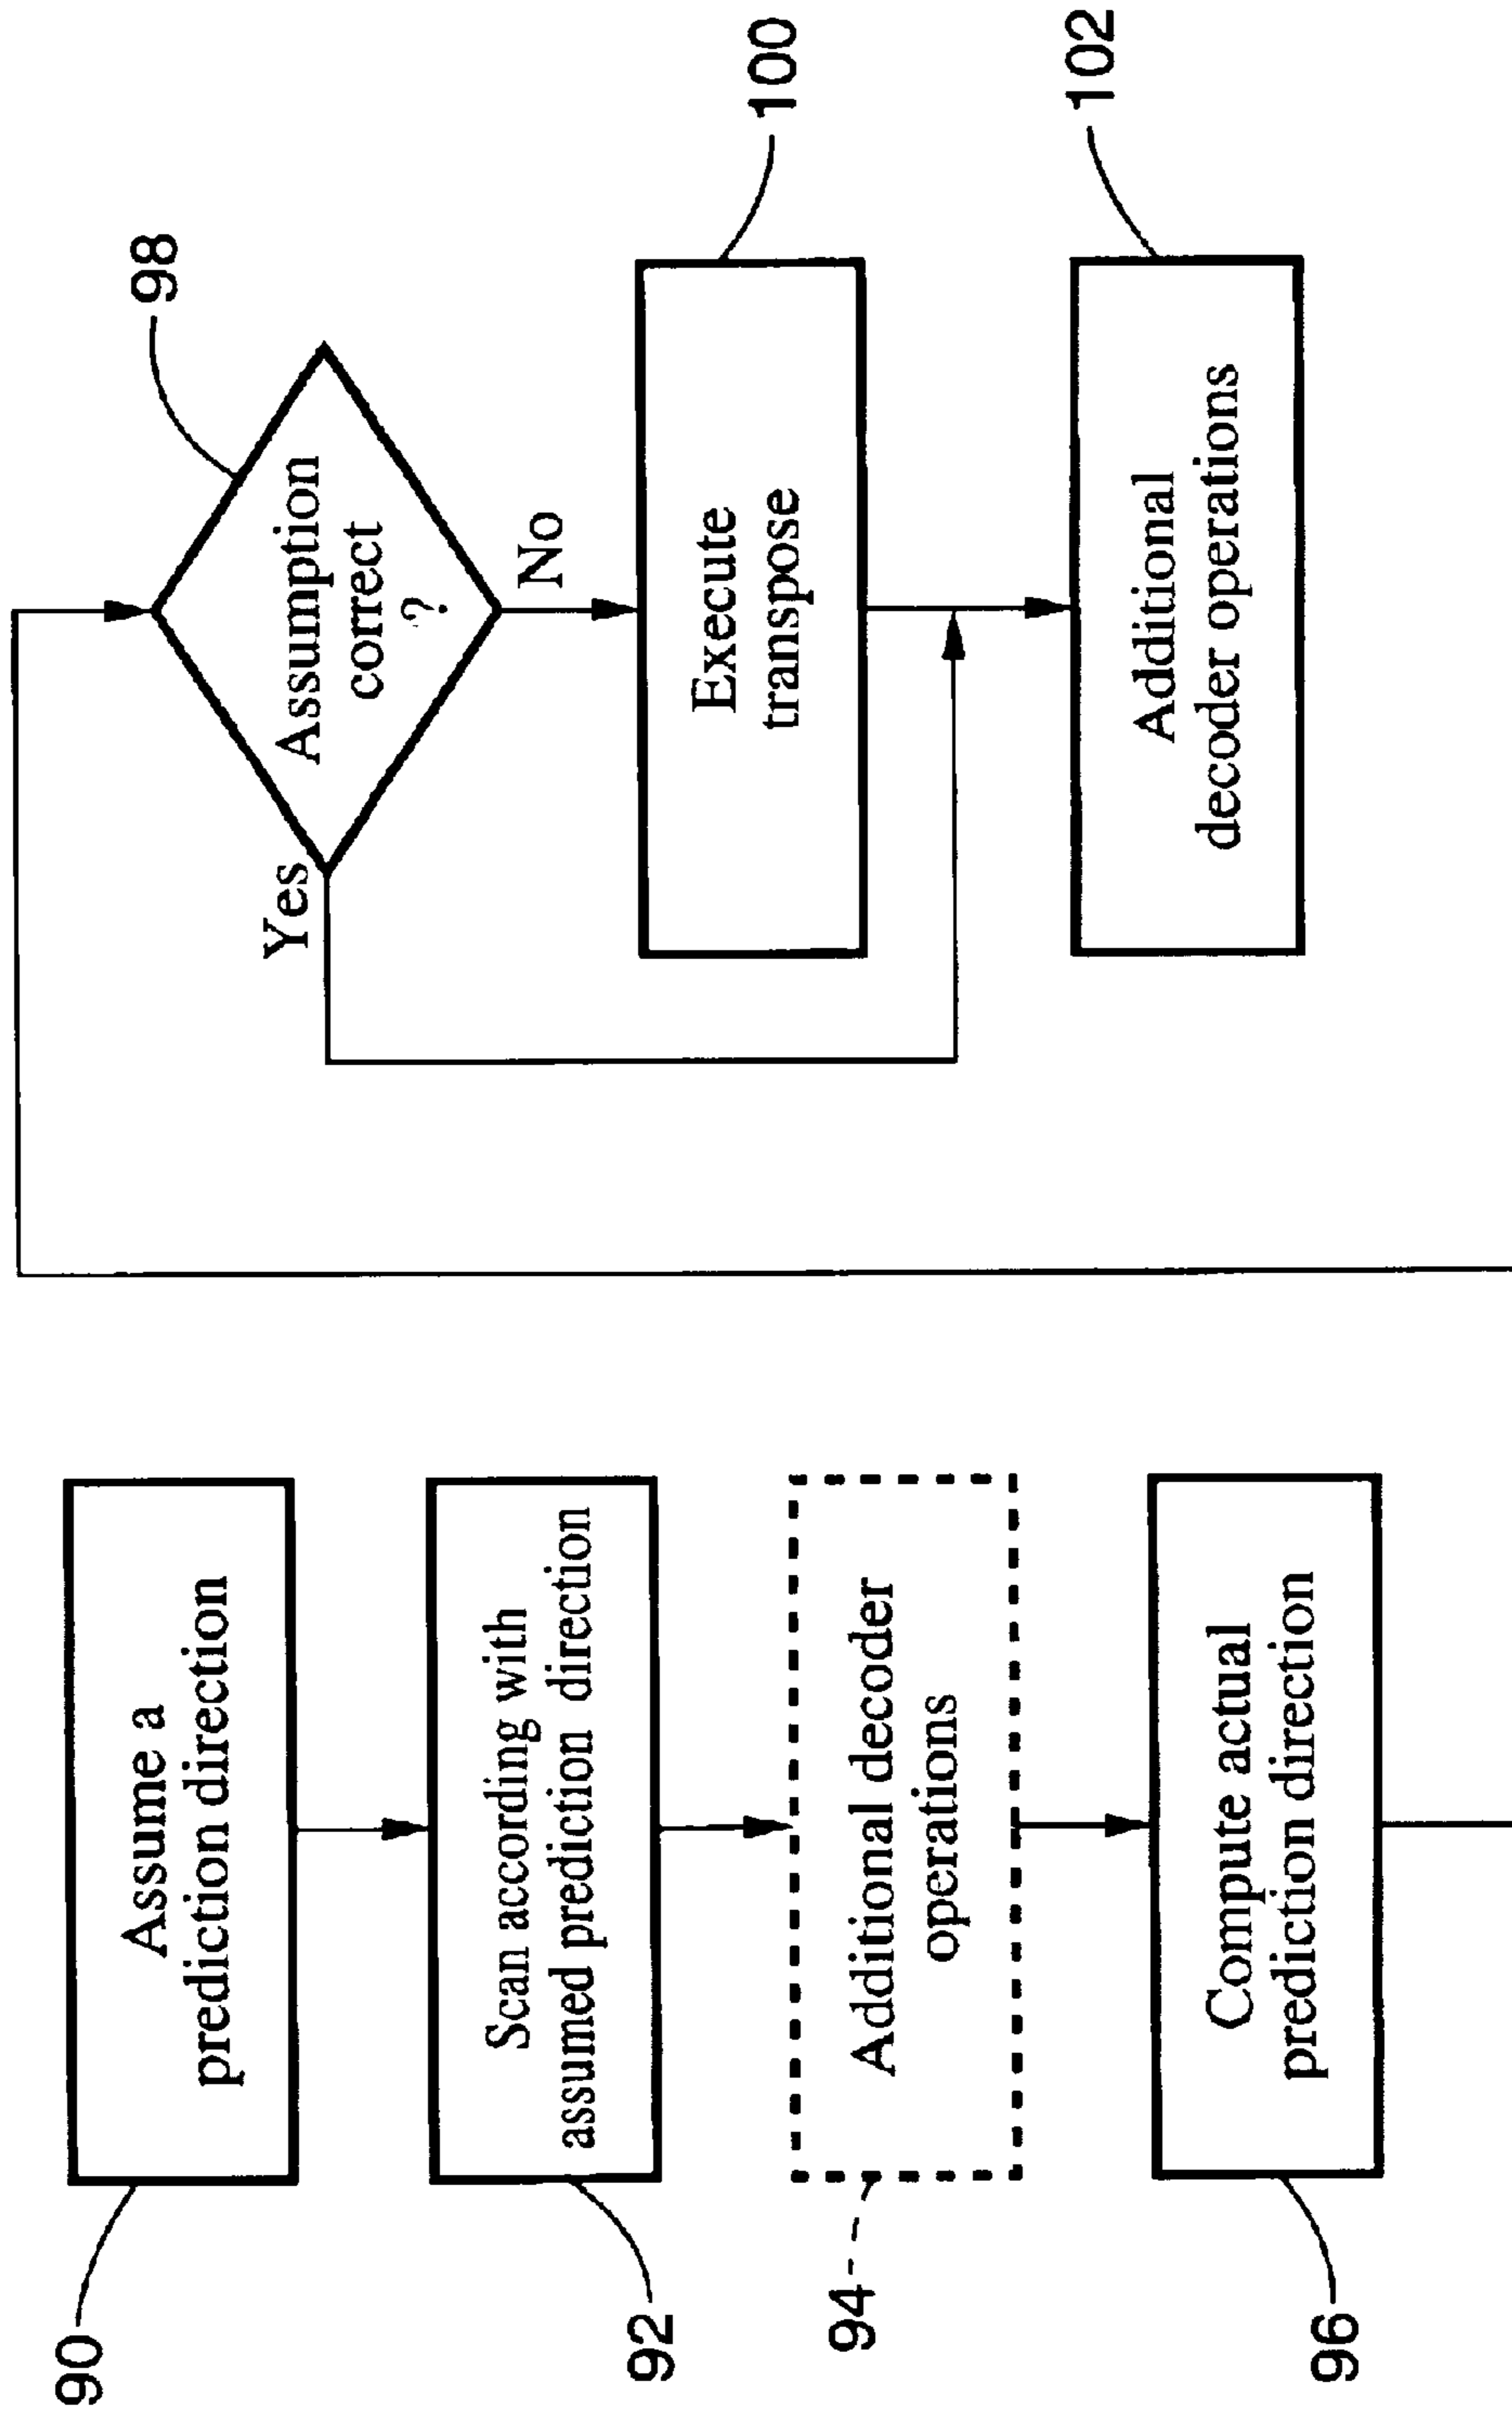 90
Assume a
prediction direction
92
Scan according with
assumed prediction direction
94
Additional decoder
operations
96
Compute actual
prediction direction
98
Assumption
correct
?
Yes
No
100
Execute
transpose
102
Additional
decoder operations